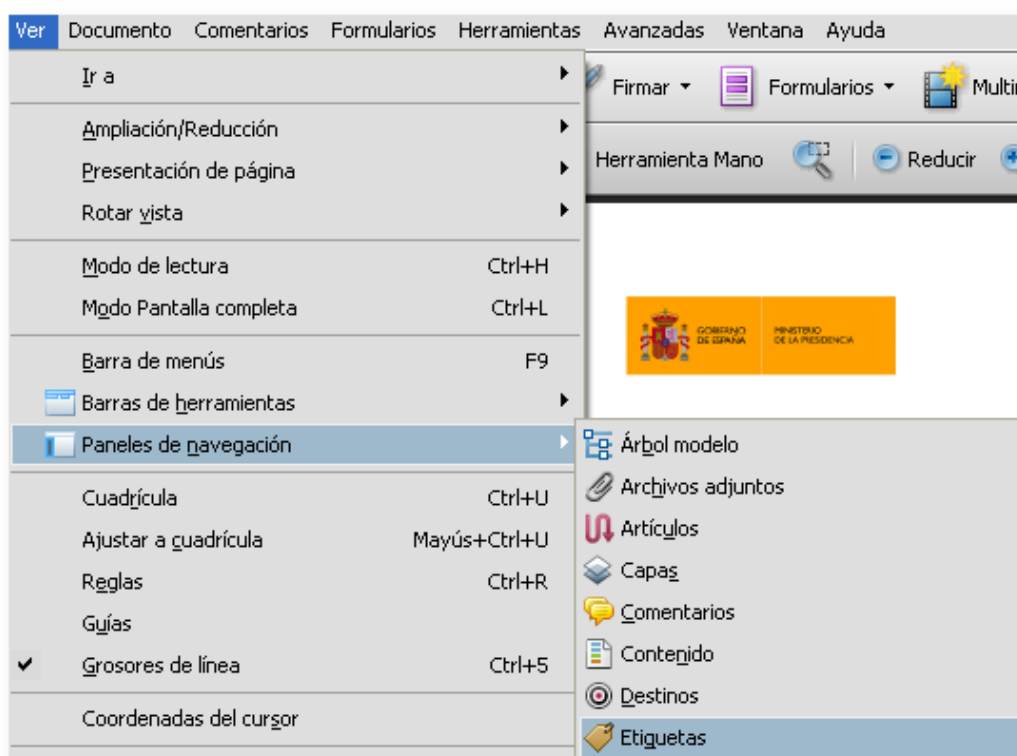 Ver Documento Comentarios Formularios Herramientas Avanzadas Ventana Ayuda
Ir a
Firmar Formularios Multim
Ampliación/Reducción
Herramienta Mano Reducir
Presentación de página
Rotar vista
Modo de lectura Ctrl+H
Modo Pantalla completa Ctrl+L
GOBIERNO DE ESPAÑA
MINISTERIO DE LA PRESIDENCIA
Barra de menús F9
Barras de herramientas
Paneles de navegación
Árbol modelo
Archivos adjuntos
Artículos
Capas
Comentarios
Contenido
Destinos
Etiquetas
Cuadrícula Ctrl+U
Ajustar a cuadrícula Mayús+Ctrl+U
Reglas Ctrl+R
Guías
Grosores de línea Ctrl+5
Coordenadas del cursor